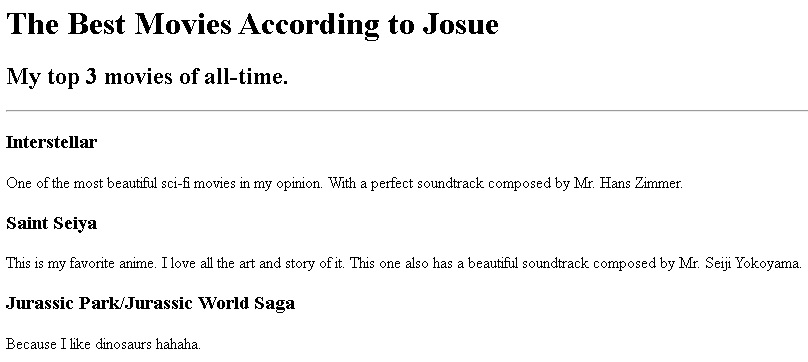 The Best Movies According to Josue
My top 3 movies of all-time.
Interstellar
One of the most beautiful sci-fi movies in my opinion. With a perfect soundtrack composed by Mr. Hans Zimmer.
Saint Seiya
This is my favorite anime. I love all the art and story of it. This one also has a beautiful soundtrack composed by Mr. Seiji Yokoyama.
Jurassic Park/Jurassic World Saga
Because I like dinosaurs hahaha.